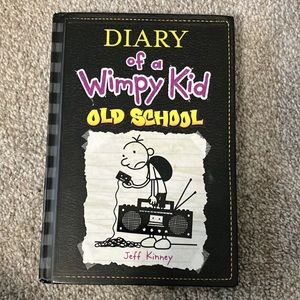 DIARY
of a
Wimpy Kid
OLD SCHOOL
Jeff Kinney